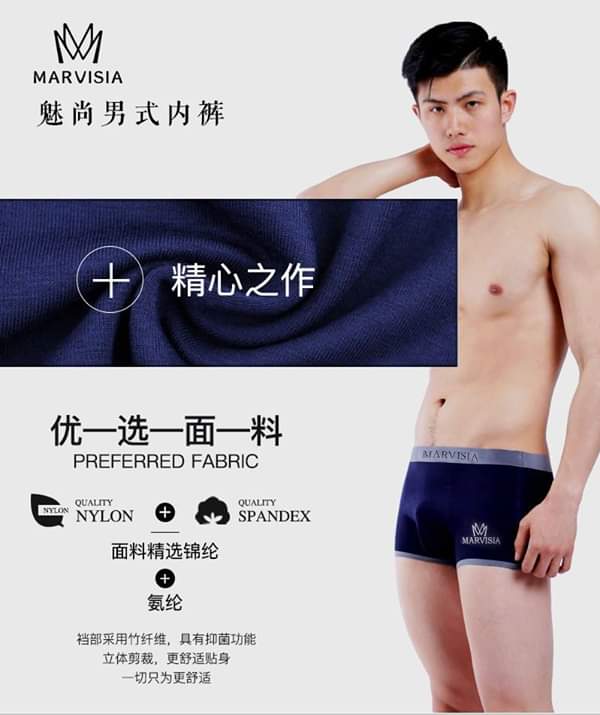 MARVISIA
魅尚男式内裤
精心之作
优一选一面一料
PREFERRED FABRIC
NYLON
QUALITY
NYLON
QUALITY
SPANDEX
面料精选锦纶
氨纶
裆部采用竹纤维，具有抑菌功能
立体剪裁，更舒适贴身
一切只为更舒适
MARVISIA
MARVISIA